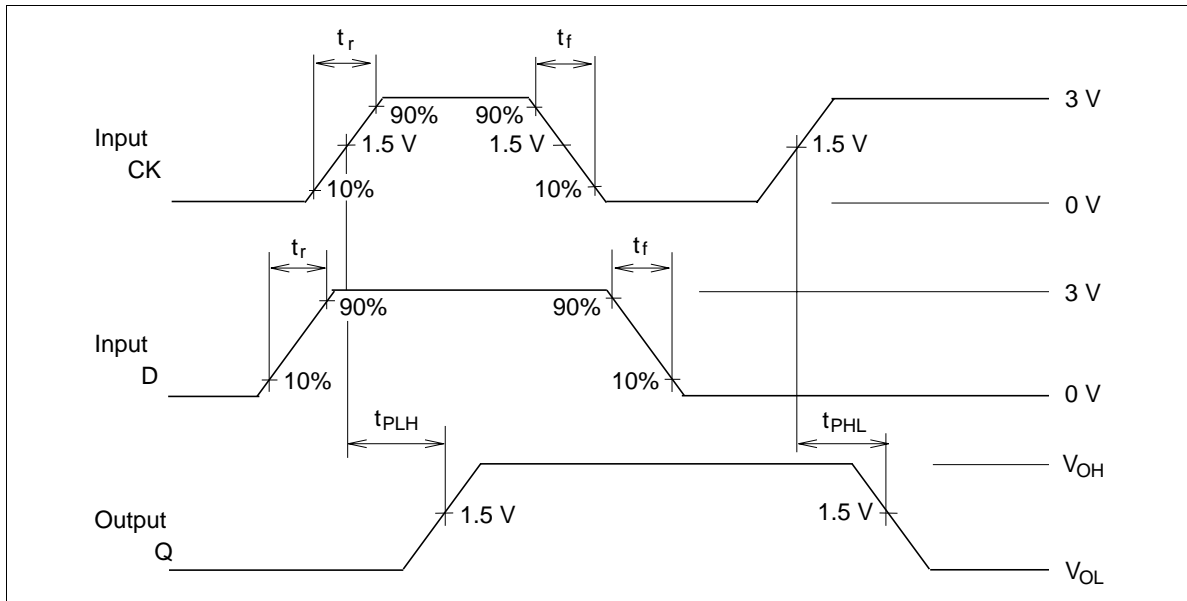 tr
tf
90%
90%
3 V
Input
CK
1.5 V
1.5 V
1.5 V
10%
10%
0 V
tr
tf
90%
90%
3 V
Input
D
10%
10%
0 V
tPLH
tPHL
VOH
Output
Q
1.5 V
1.5 V
VOL